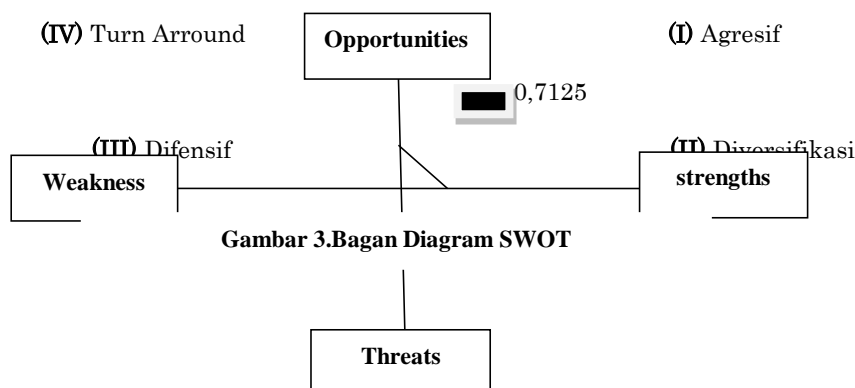 (IV) Turn Arround
Opportunities
(I) Agresif
0,7125
(III) Difensif
(II) Diversifikasi
Weakness
strengths
Gambar 3.Bagan Diagram SWOT
Threats